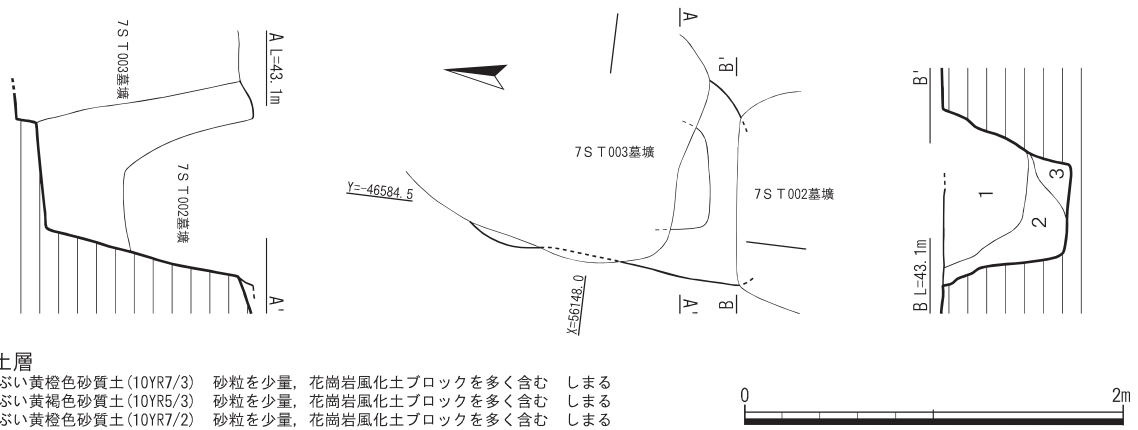 7ST003墓壙
A L=43.1m
7ST002墓壙
A'
A
B'
7ST003墓壙
7ST002墓壙
Y=-46584.5
X=56148.0
A'
B
B'
1
2
3
B L=43.1m
土層
ぶい黄橙色砂質土(10YR7/3) 砂粒を少量，花崗岩風化土ブロックを多く含む しまる
ぶい黄褐色砂質土(10YR5/3) 砂粒を少量，花崗岩風化土ブロックを多く含む しまる
ぶい黄橙色砂質土(10YR7/2) 砂粒を少量，花崗岩風化土ブロックを多く含む しまる
0 2m